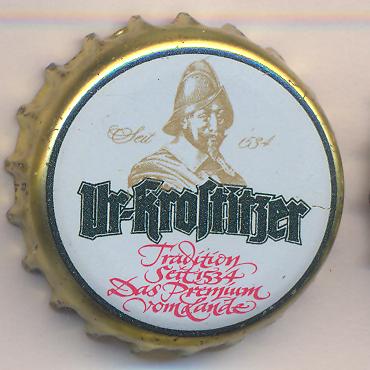 Seit 1534
Ur-Krostitzer
Tradition
Seit 1534
Das Premium
vom Lande